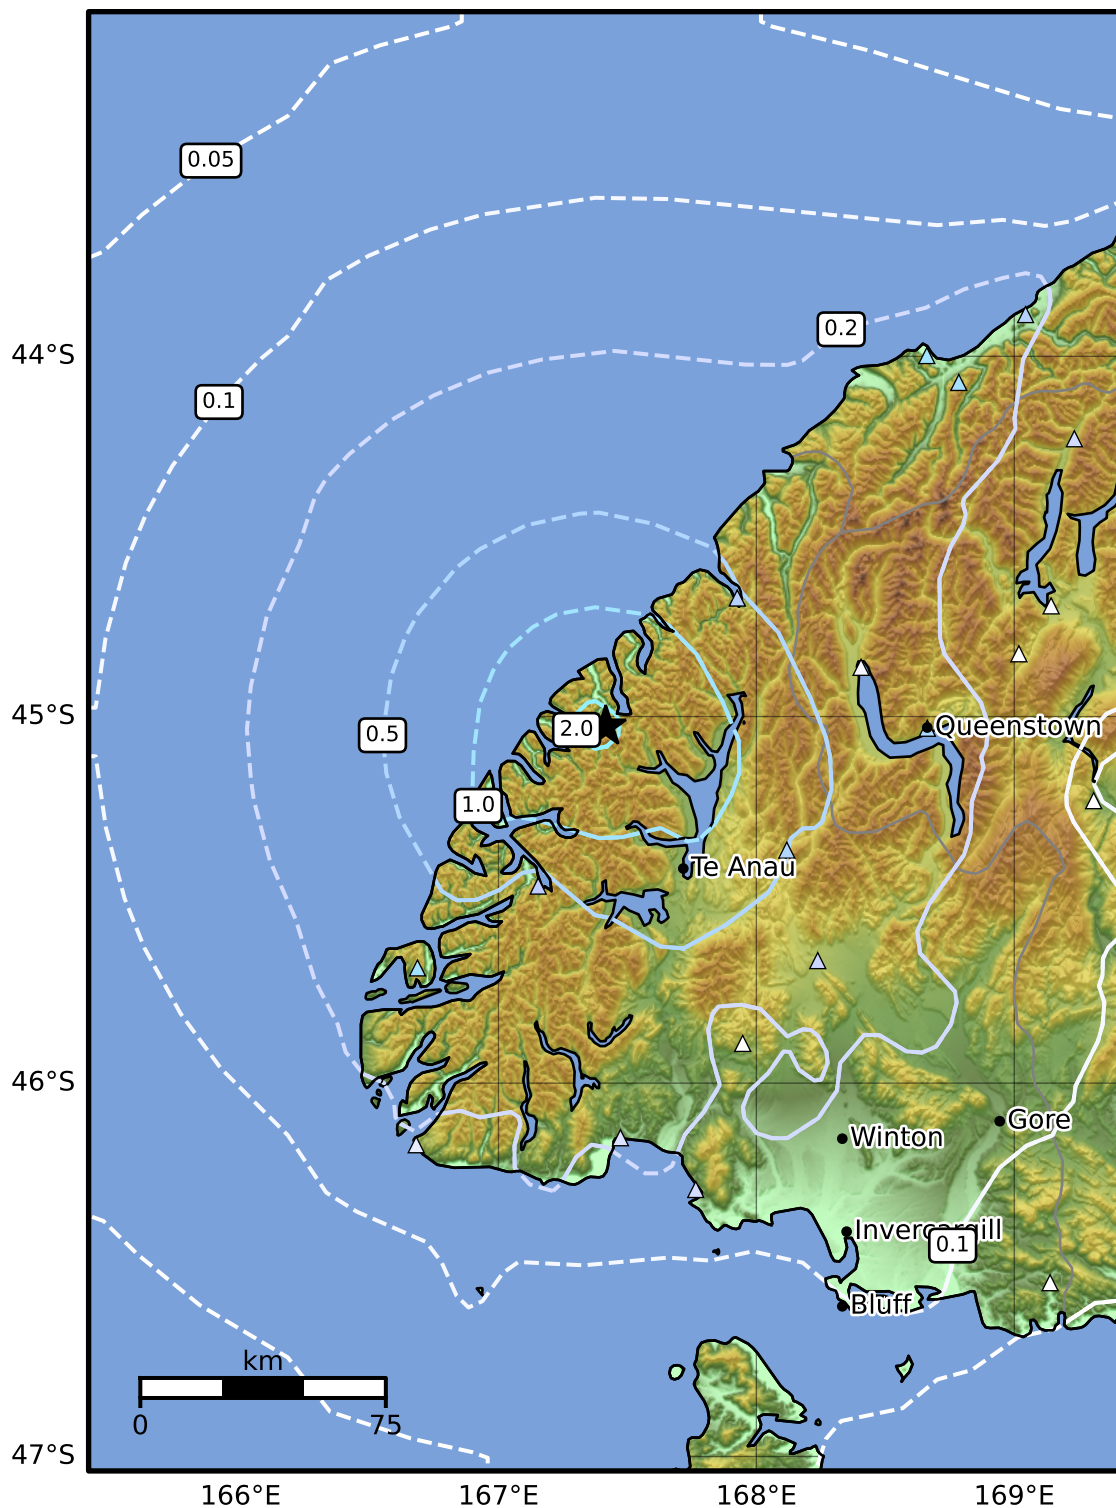 0.05
0.2
44°S
0.1
45°S
0.5
2.0
Queenstown
1.0
Te Anau
46°S
Gore
Winton
Invercargill
0.1
Bluff
km
0
75
47°S
166°E
167°E
168°E
169°E